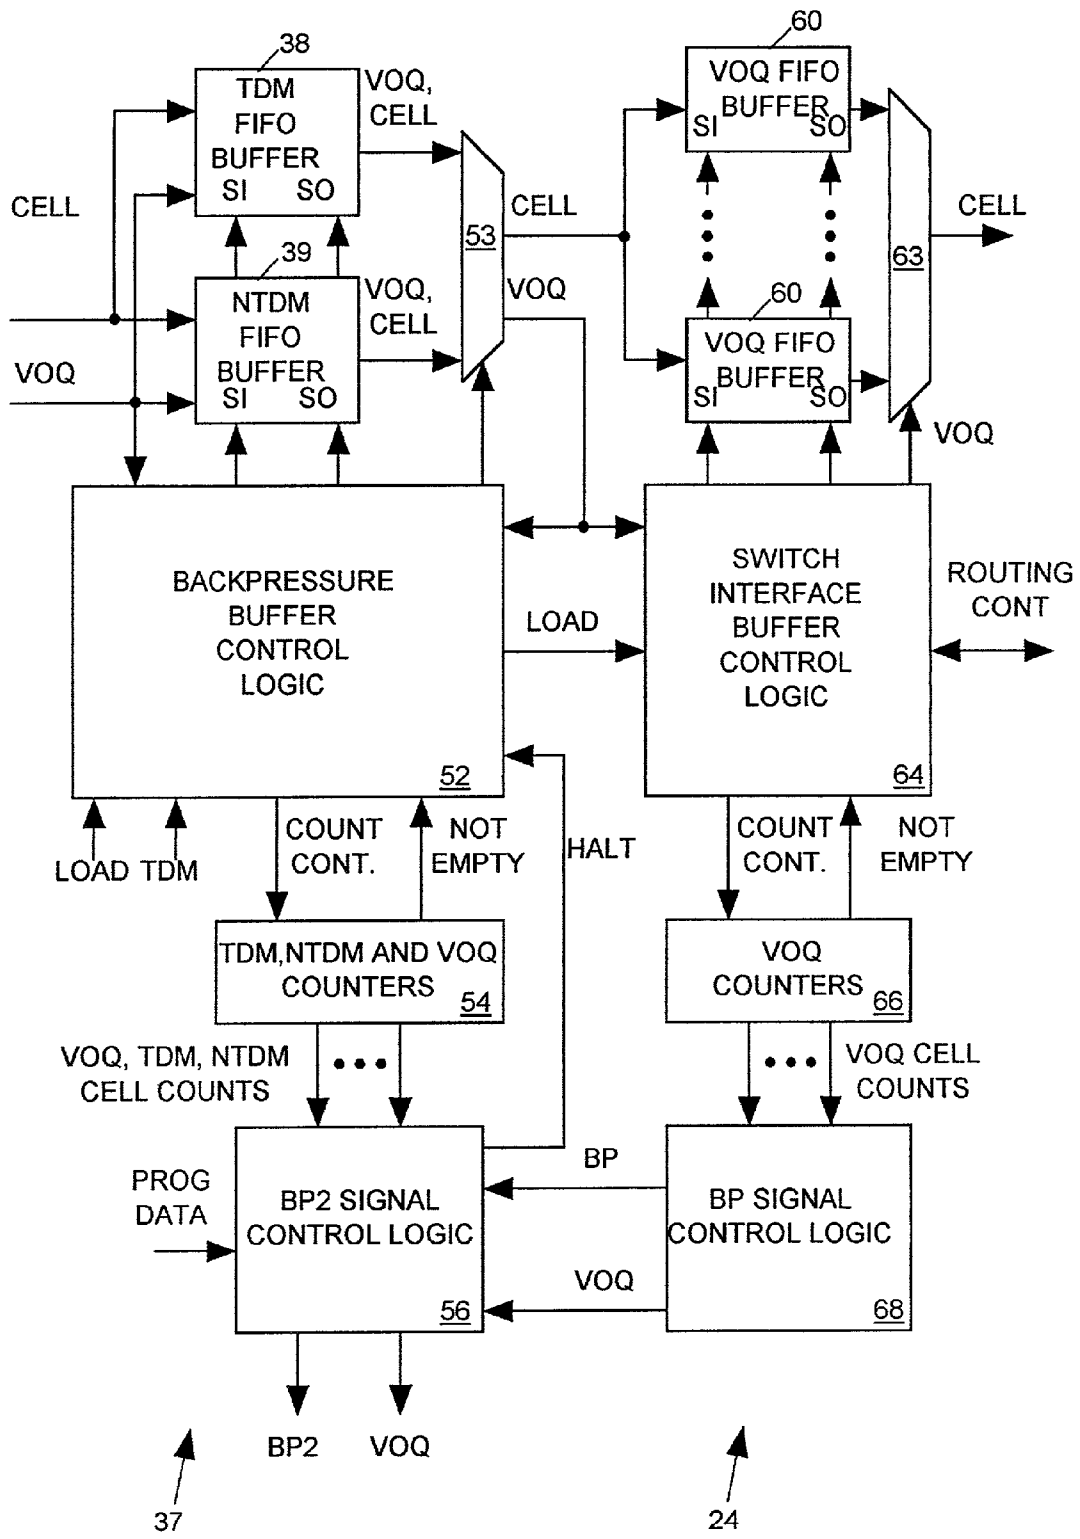 38
TDM
FIFO
BUFFER
SI SO
VOQ,
CELL
60
VOQ FIFO
BUFFER
SI SO
CELL
39
NTDM
FIFO
BUFFER
SI SO
VOQ,
CELL
53
CELL
VOQ
60
VOQ FIFO
BUFFER
SI SO
63
CELL
VOQ
VOQ
BACKPRESSURE
BUFFER
CONTROL
LOGIC
52
LOAD
SWITCH
INTERFACE
BUFFER
CONTROL
LOGIC
64
ROUTING
CONT
LOAD TDM
COUNT
CONT.
NOT
EMPTY
HALT
COUNT
CONT.
NOT
EMPTY
TDM,NTDM AND VOQ
COUNTERS
54
VOQ
COUNTERS
66
VOQ, TDM, NTDM
CELL COUNTS
VOQ CELL
COUNTS
PROG
DATA
BP2 SIGNAL
CONTROL LOGIC
56
BP
VOQ
BP SIGNAL
CONTROL LOGIC
68
BP2
VOQ
37
24